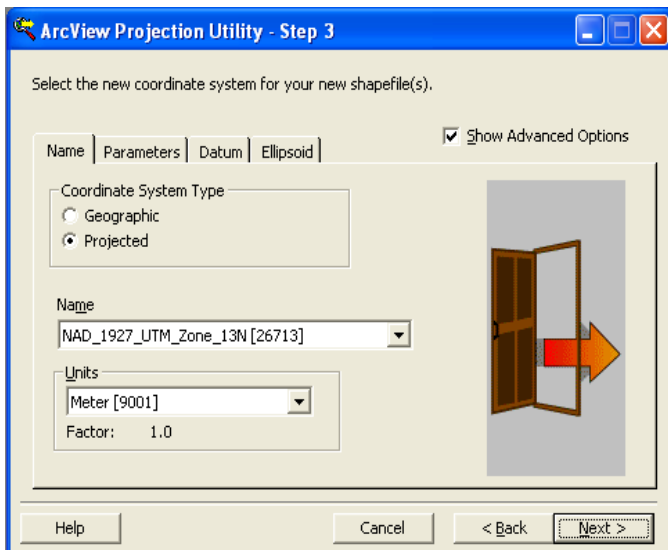 ArcView Projection Utility - Step 3
Select the new coordinate system for your new shapefile(s).
Show Advanced Options
Name Parameters Datum Ellipsoid
Coordinate System Type
Geographic
Projected
Name
NAD_1927_UTM_Zone_13N [26713]
Units
Meter [9001]
Factor: 1.0
Help Cancel < Back Next >